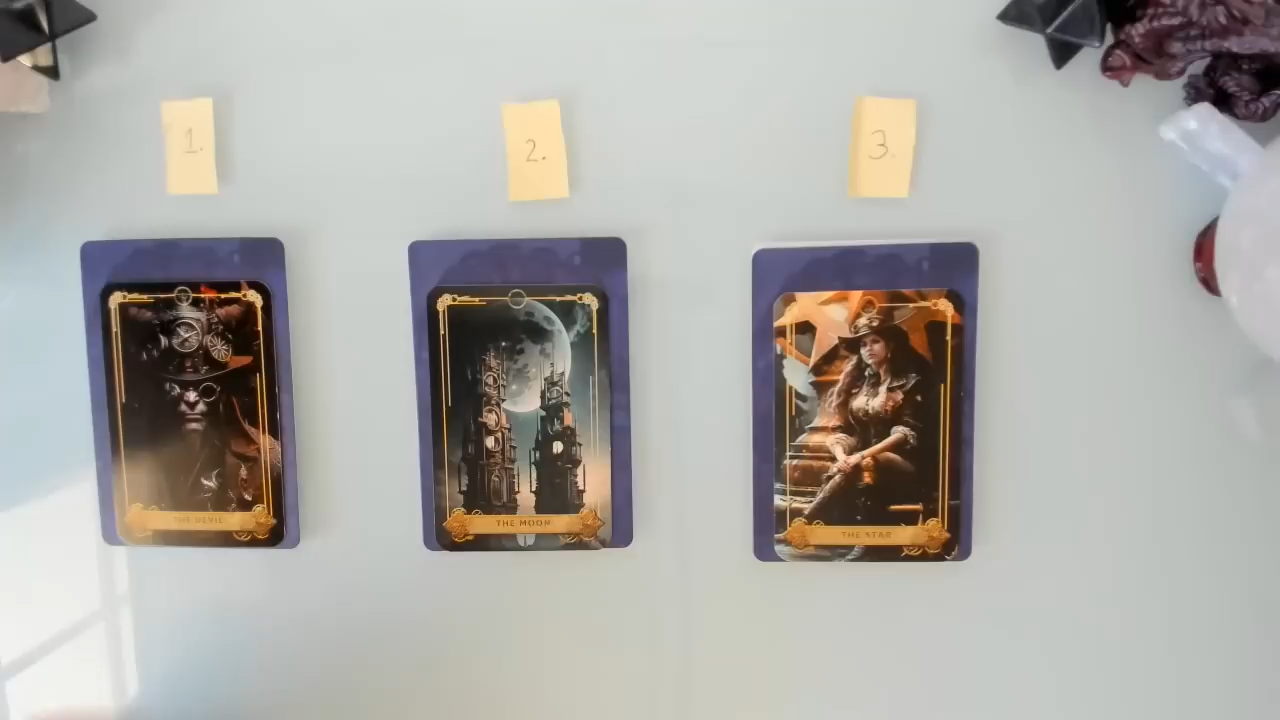 1.
2.
3.
THE DEVIL
THE MOON
THE STAR